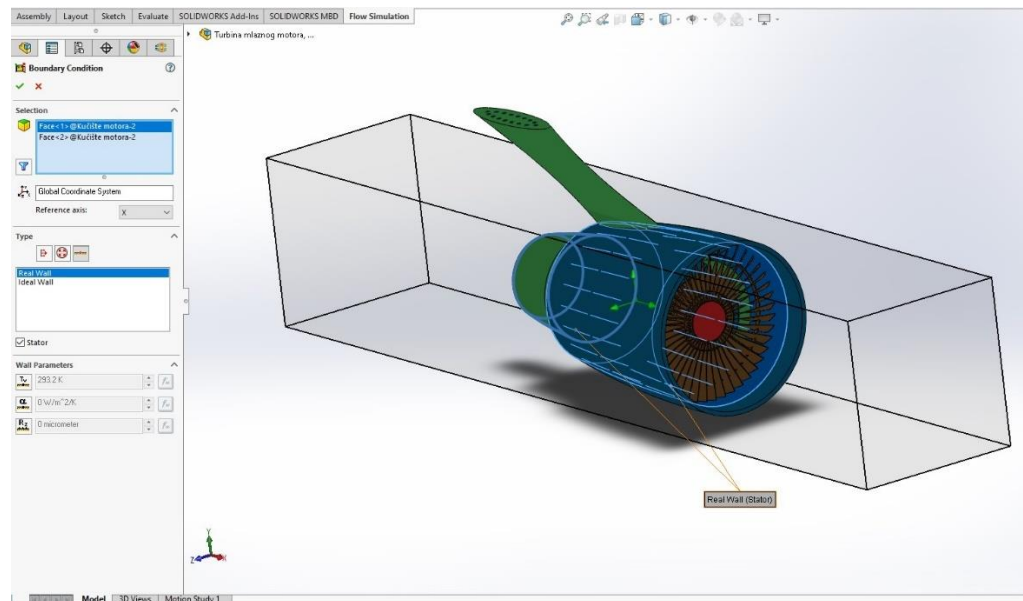 Assembly Layout Sketch Evaluate SOLIDWORKS Add-Ins SOLIDWORKS MBD Flow Simulation
Turbina mlaznog motora, ...
Boundary Condition
Selection
Face<1>@Kućište motora-2
Face<2>@Kućište motora-2
Global Coordinate System
Reference axis: X
Type
Real Wall
Ideal Wall
Stator
Wall Parameters
293.2 K
0 W/m^2/K
0 micrometer
Real Wall (Stator)
Y
Z X
Model 3D Views Motion Study 1